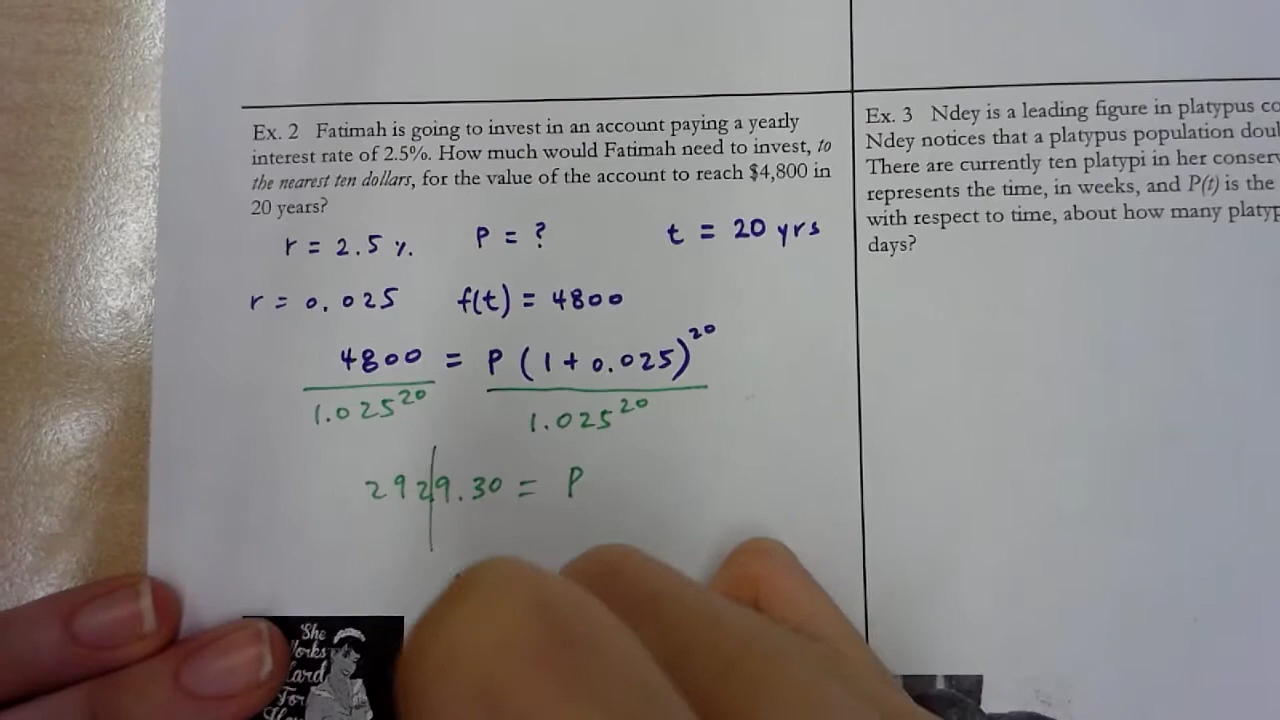 Ex. 2 Fatimah is going to invest in an account paying a yearly
interest rate of 2.5%. How much would Fatimah need to invest, to
the nearest ten dollars, for the value of the account to reach $4,800 in
20 years?
r = 2.5 %. P = ? t = 20 yrs
r = 0.025 f(t) = 4800
4800 = P (1 + 0.025)^20
1.025^20 1.025^20
2929.30 = P
She
Works
Hard
For
Ex. 3 Ndey is a leading figure in platypus co
Ndey notices that a platypus population doul
There are currently ten platypi in her conserv
represents the time, in weeks, and P(t) is the
with respect to time, about how many platyp
days?